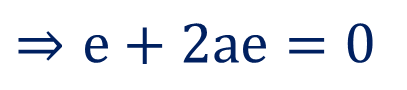 ⇒ e + 2ae = 0